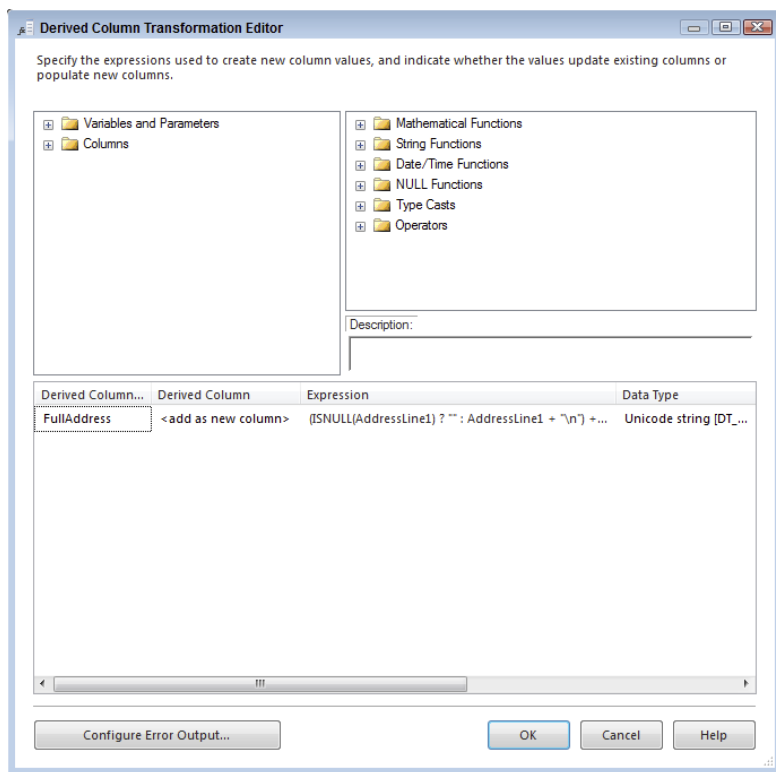 Derived Column Transformation Editor
Specify the expressions used to create new column values, and indicate whether the values update existing columns or
populate new columns.
Variables and Parameters
Columns
Mathematical Functions
String Functions
Date/Time Functions
NULL Functions
Type Casts
Operators
Description:
Derived Column... Derived Column Expression Data Type
FullAddress <add as new column> (ISNULL(AddressLine1) ? "" : AddressLine1 + "\n") +... Unicode string [DT_...
Configure Error Output... OK Cancel Help